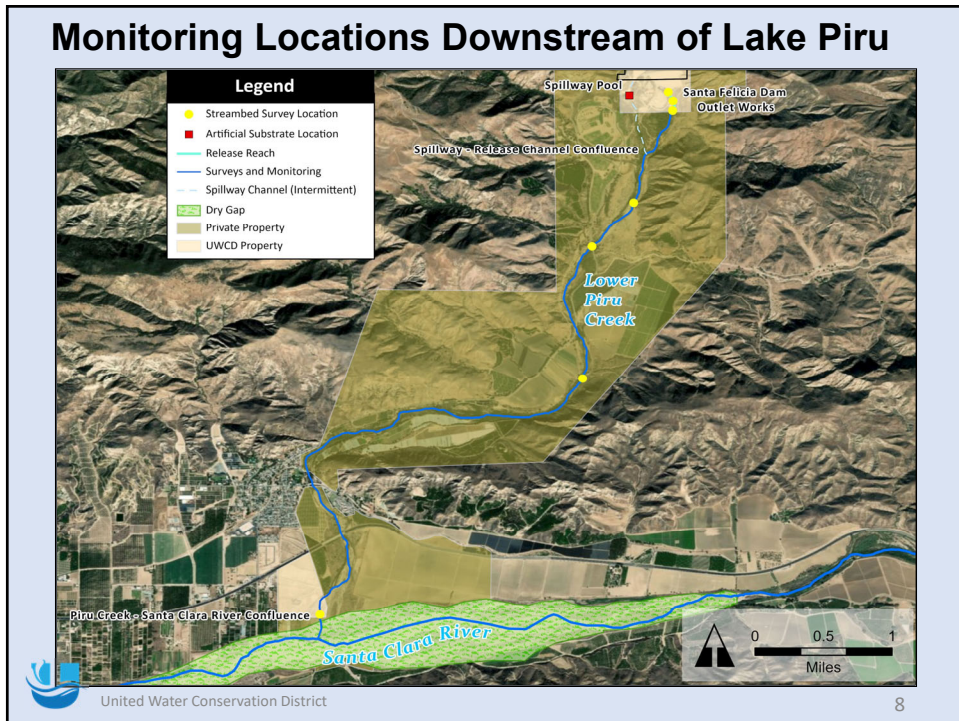 Monitoring Locations Downstream of Lake Piru
Legend
Streambed Survey Location
Artificial Substrate Location
Release Reach
Surveys and Monitoring
Spillway Channel (Intermittent)
Dry Gap
Private Property
UWCD Property
Spillway Pool
Santa Felicia Dam
Outlet Works
Spillway - Release Channel Confluence
Lower
Piru
Creek
Piru Creek - Santa Clara River Confluence
Santa Clara River
0 0.5 1
Miles
United Water Conservation District
8